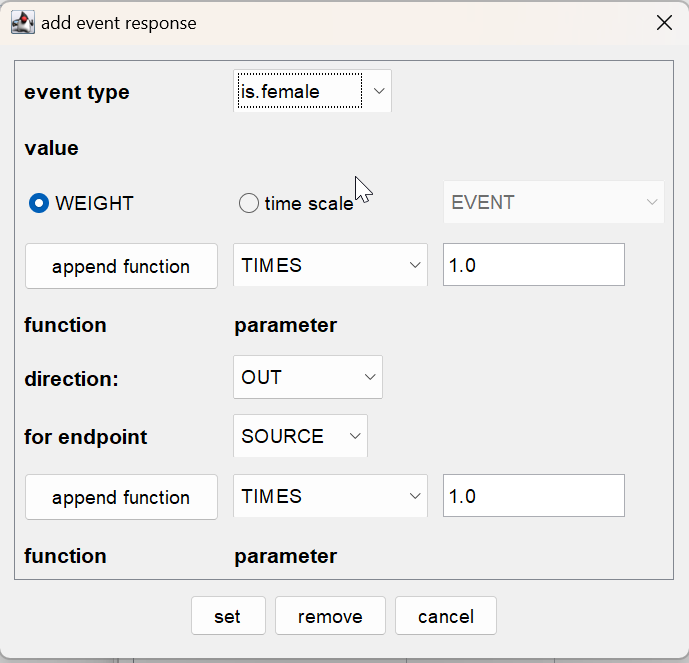 add event response
event type is.female
value
WEIGHT time scale EVENT
append function TIMES 1.0
function parameter
direction: OUT
for endpoint SOURCE
append function TIMES 1.0
function parameter
set remove cancel